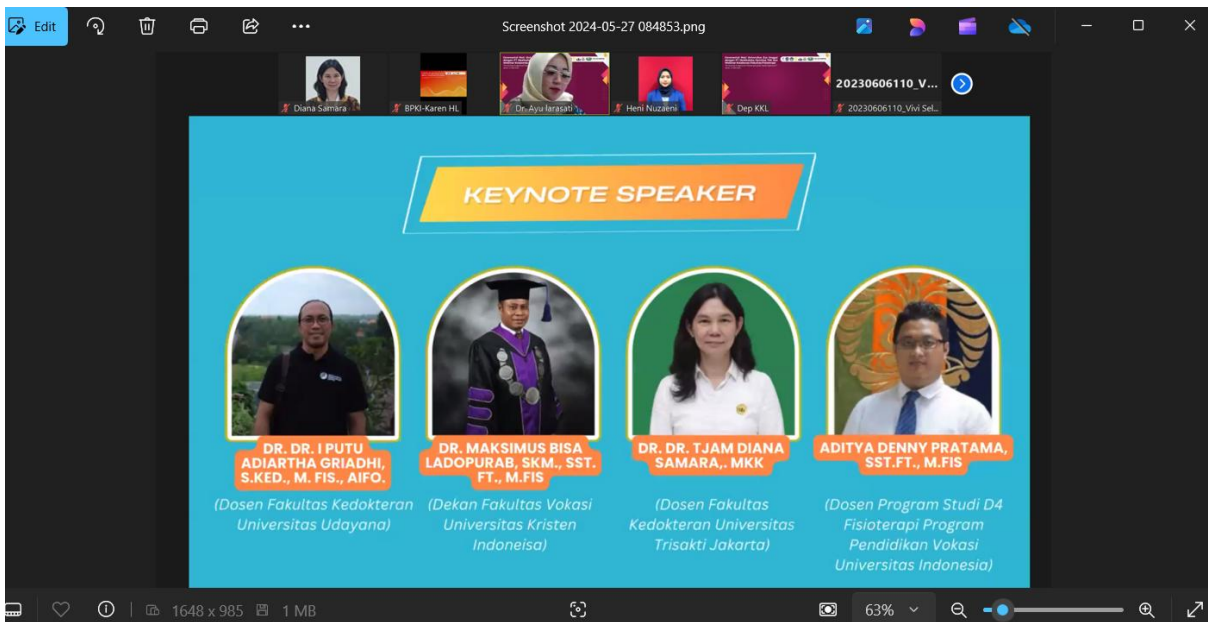 Edit
Screenshot 2024-05-27 084853.png
Diana Samara
BPKI-Karen HL
Dr. Ayu larasati
Heni Nuzaeni
Dep KKL
20230606110_V...
20230606110_Vivi Sel...
KEYNOTE SPEAKER
DR. DR. I PUTU
ADIARTHA GRIADHI,
S.KED., M. FIS., AIFO.
(Dosen Fakultas Kedokteran
Universitas Udayana)
DR. MAKSIMUS BISA
LADOPURAB, SKM., SST.
FT., M.FIS
(Dekan Fakultas Vokasi
Universitas Kristen
Indoneisa)
DR. DR. TJAM DIANA
SAMARA,. MKK
(Dosen Fakultas
Kedokteran Universitas
Trisakti Jakarta)
ADITYA DENNY PRATAMA,
SST.FT., M.FIS
(Dosen Program Studi D4
Fisioterapi Program
Pendidikan Vokasi
Universitas Indonesia)
1648 x 985
1 MB
63%